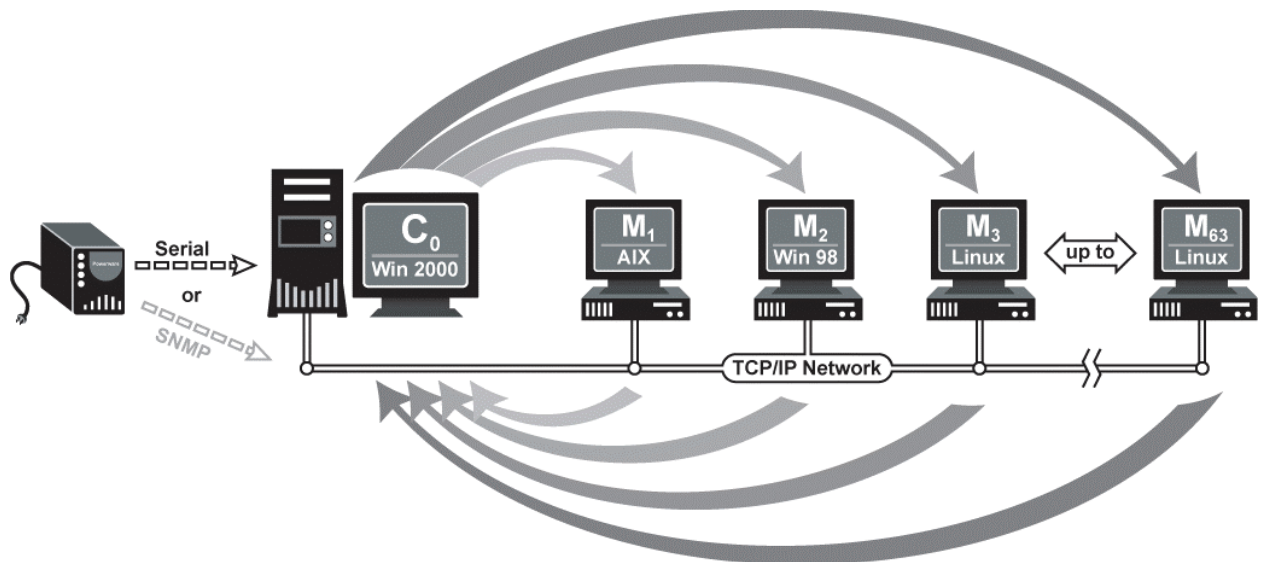 Powerware
Serial
or
SNMP
C0
Win 2000
M1
AIX
M2
Win 98
M3
Linux
up to
M63
Linux
TCP/IP Network